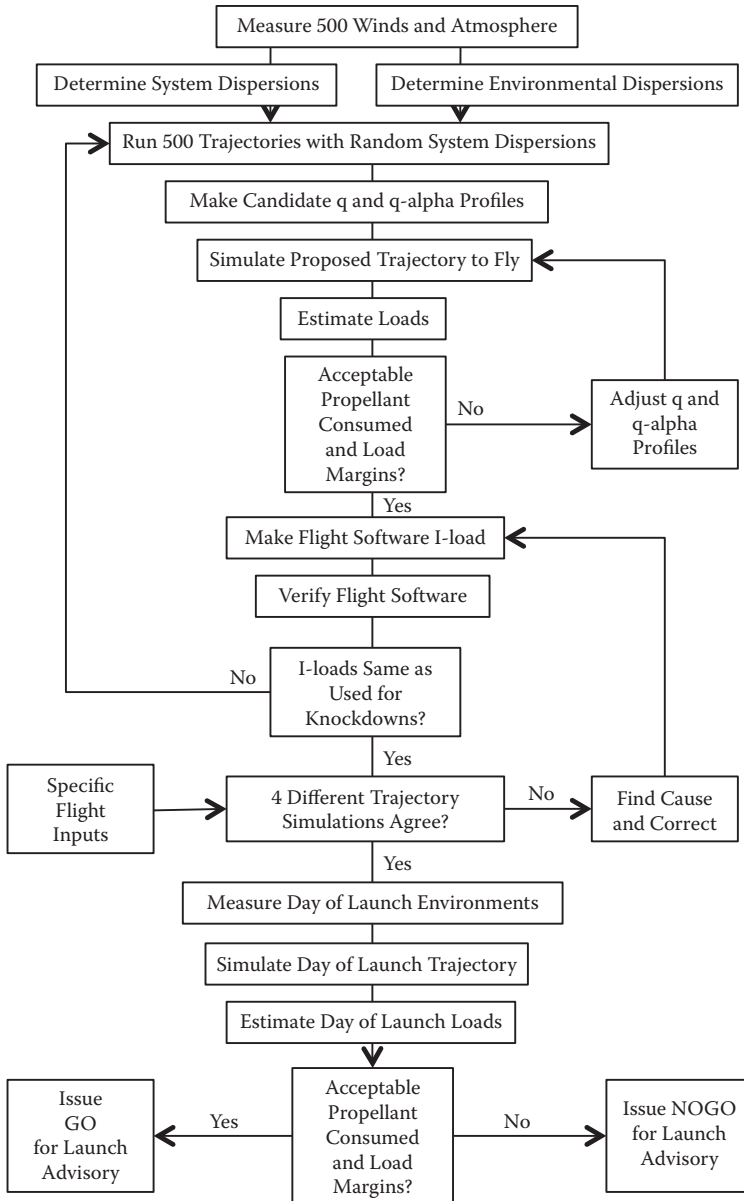 Measure 500 Winds and Atmosphere
Determine System Dispersions
Determine Environmental Dispersions
Run 500 Trajectories with Random System Dispersions
Make Candidate q and q-alpha Profiles
Simulate Proposed Trajectory to Fly
Estimate Loads
Acceptable
Propellant
Consumed
and Load
Margins?
No
Adjust q and
q-alpha
Profiles
Yes
Make Flight Software I-load
Verify Flight Software
I-loads Same as
Used for
Knockdowns?
No
Yes
Specific
Flight
Inputs
4 Different Trajectory
Simulations Agree?
No
Find Cause
and Correct
Yes
Measure Day of Launch Environments
Simulate Day of Launch Trajectory
Estimate Day of Launch Loads
Acceptable
Propellant
Consumed
and Load
Margins?
Yes
Issue
GO
for Launch
Advisory
No
Issue NOGO
for Launch
Advisory